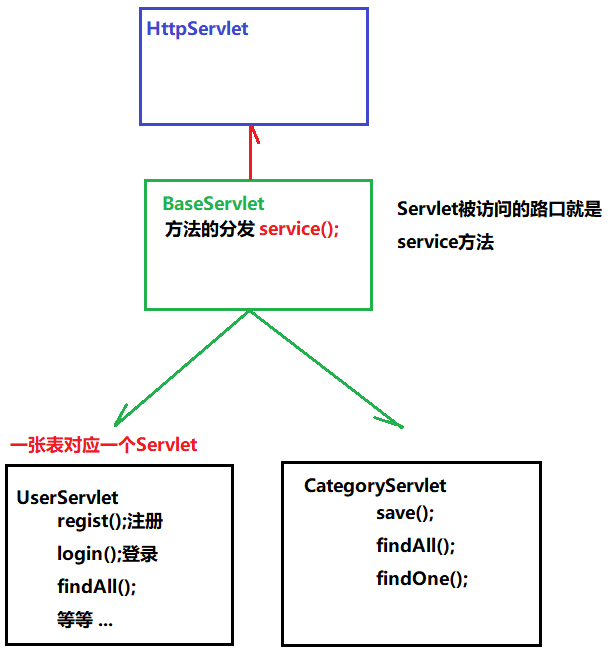 HttpServlet
BaseServlet
方法的分发 service();
Servlet被访问的路口就是
service方法
一张表对应一个Servlet
UserServlet
regist();注册
login();登录
findAll();
等等 ...
CategoryServlet
save();
findAll();
findOne();